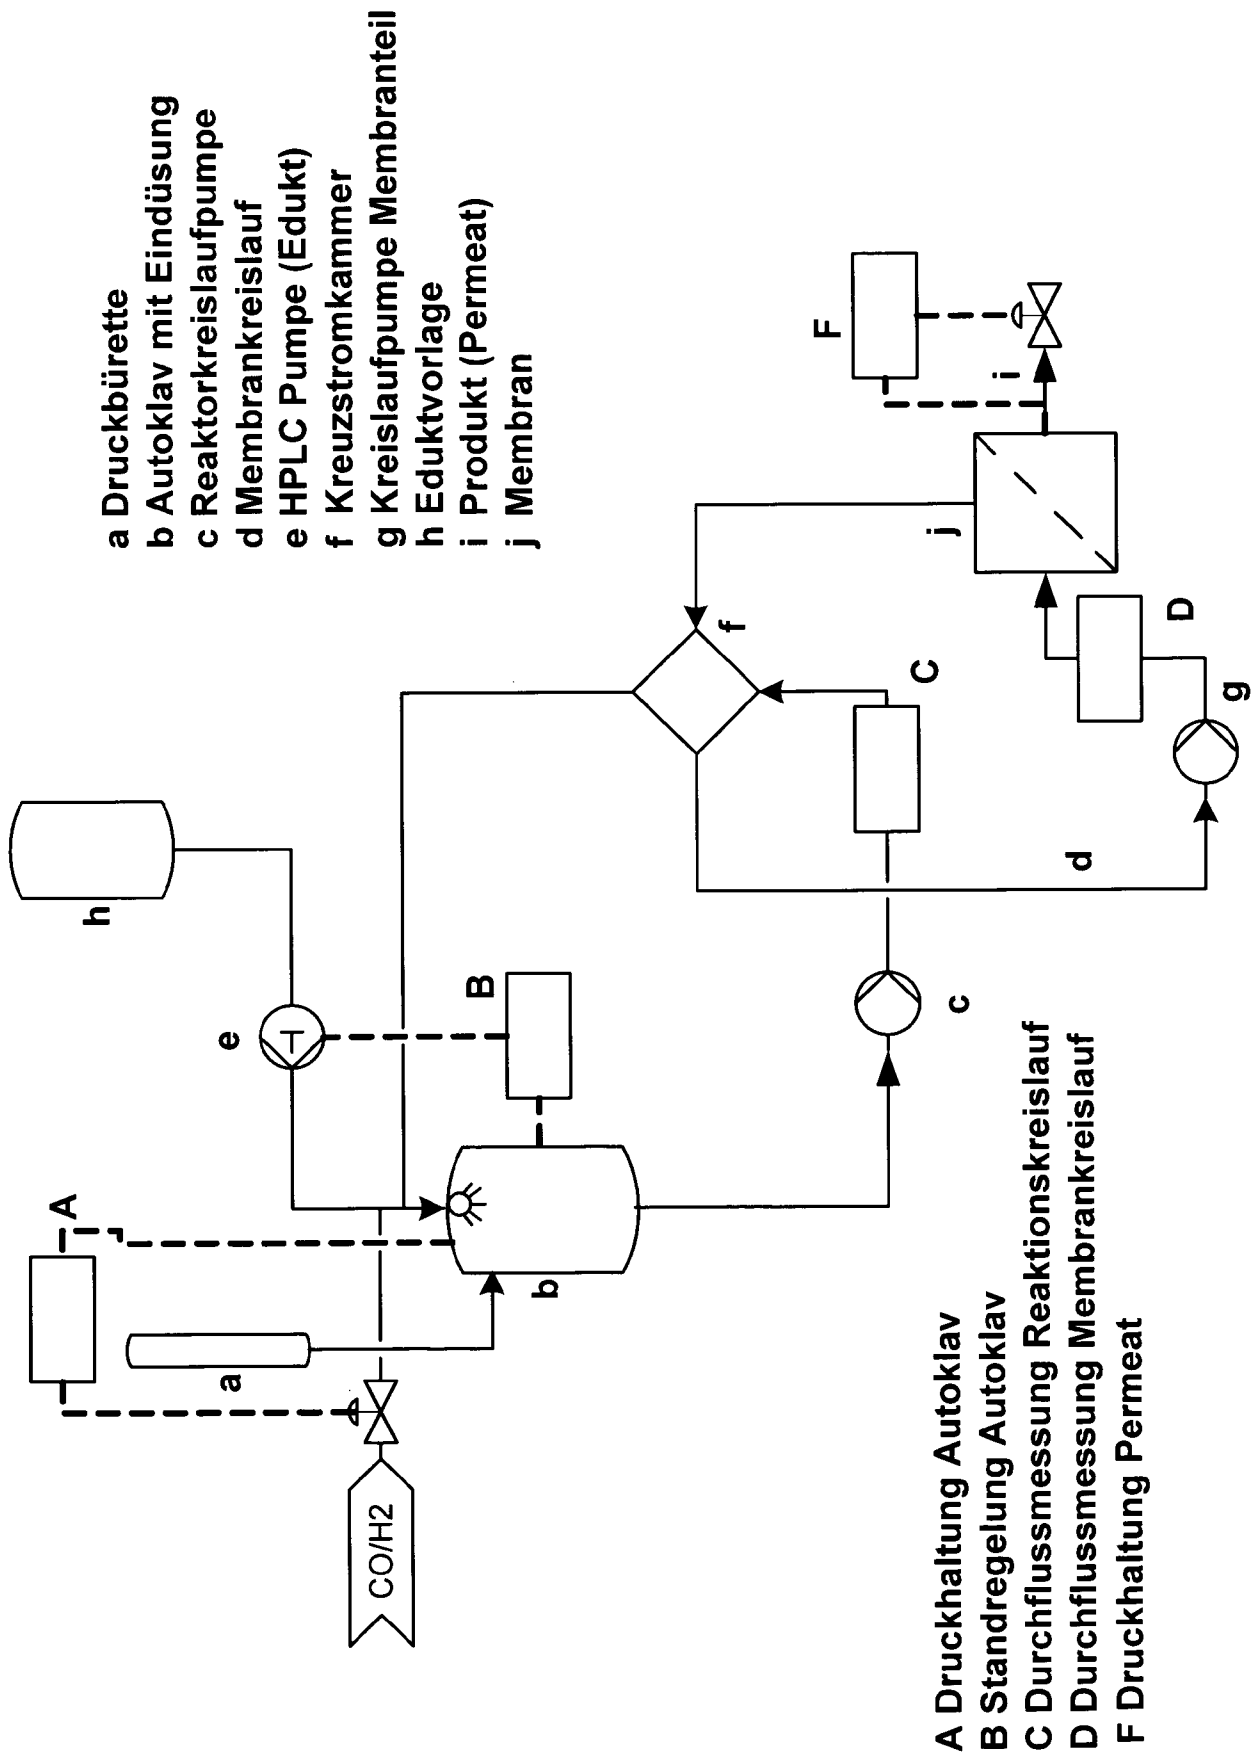 a Druckbürette
b Autoklav mit Eindüsung
c Reaktorkreislaufpumpe
d Membrankreislauf
e HPLC Pumpe (Edukt)
f Kreuzstromkammer
g Kreislaufpumpe Membranteil
h Eduktvorlage
i Produkt (Permeat)
j Membran
A
h
e
a
CO/H2
B
b
f
F
i
j
C
c
d
D
g
A Druckhaltung Autoklav
B Standregelung Autoklav
C Durchflussmessung Reaktionskreislauf
D Durchflussmessung Membrankreislauf
F Druckhaltung Permeat